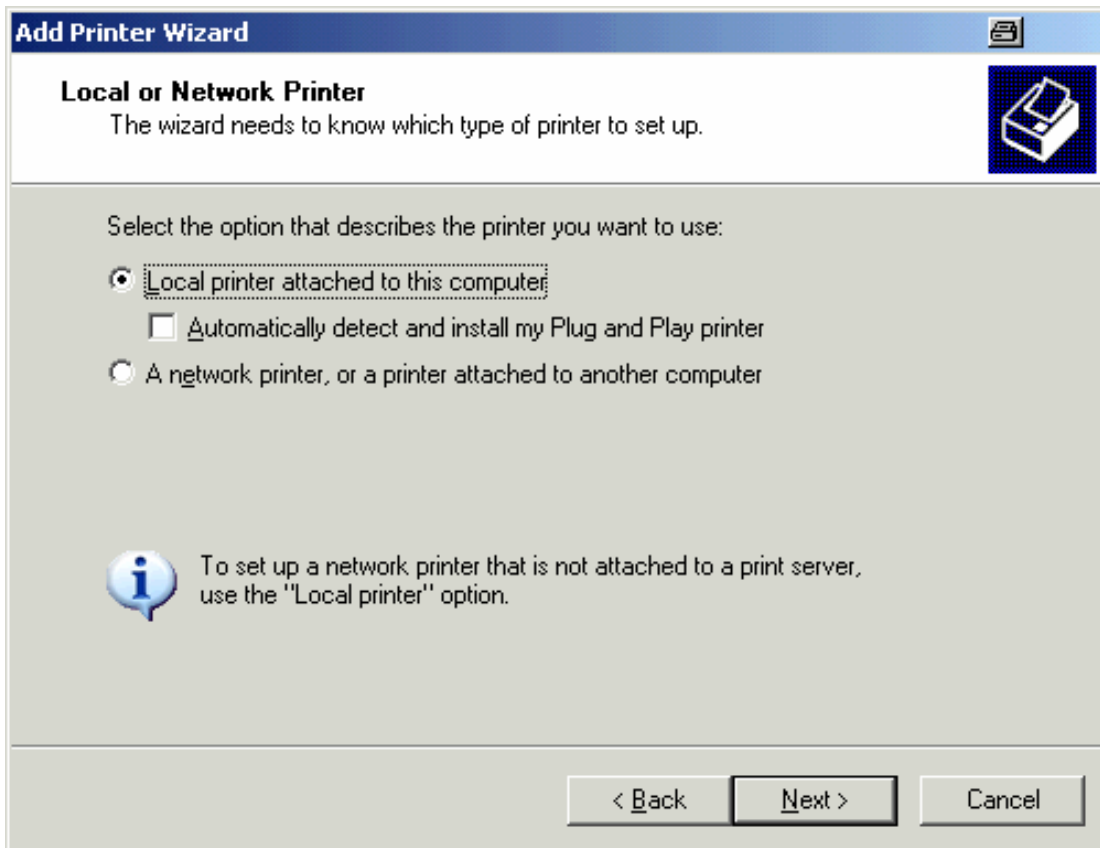 Add Printer Wizard
Local or Network Printer
The wizard needs to know which type of printer to set up.
Select the option that describes the printer you want to use:
Local printer attached to this computer
Automatically detect and install my Plug and Play printer
A network printer, or a printer attached to another computer
To set up a network printer that is not attached to a print server,
use the "Local printer" option.
< Back
Next >
Cancel